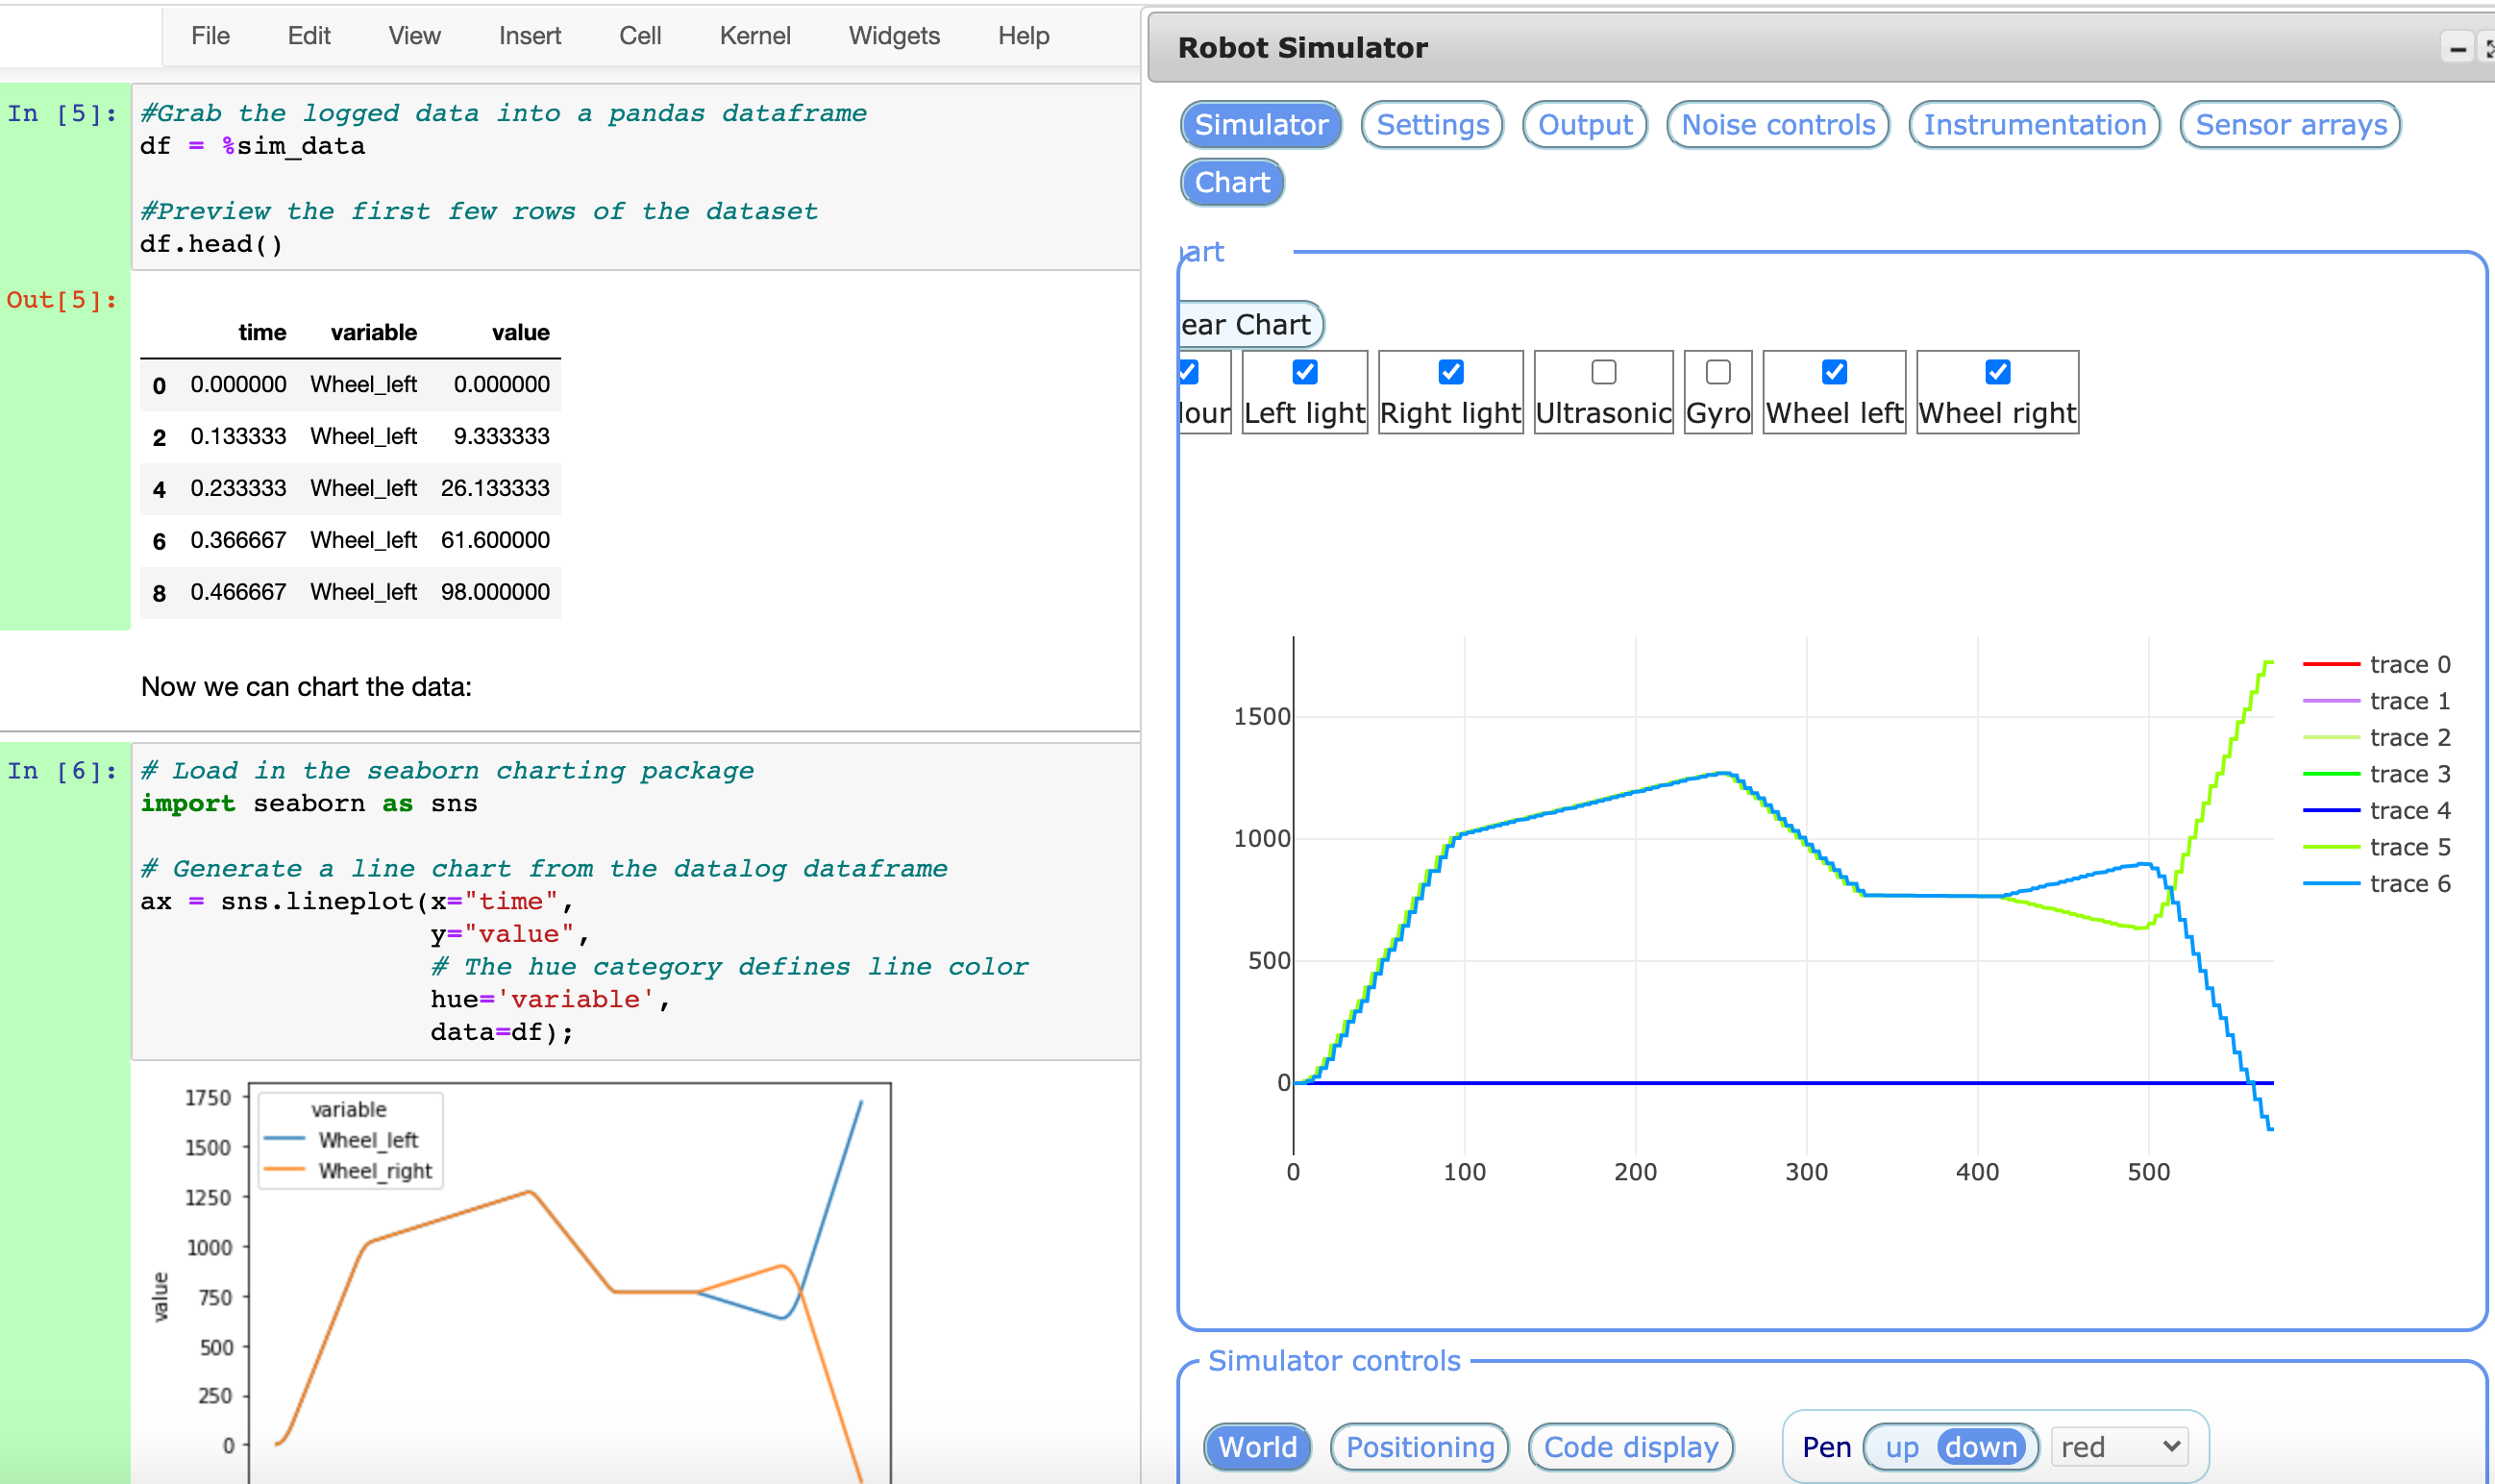 File Edit View Insert Cell Kernel Widgets Help
In [5]:
#Grab the logged data into a pandas dataframe
df = %sim_data
#Preview the first few rows of the dataset
df.head()
Out[5]:
time variable value
0 0.000000 Wheel_left 0.000000
2 0.133333 Wheel_left 9.333333
4 0.233333 Wheel_left 26.133333
6 0.366667 Wheel_left 61.600000
8 0.466667 Wheel_left 98.000000
Now we can chart the data:
In [6]:
# Load in the seaborn charting package
import seaborn as sns
# Generate a line chart from the datalog dataframe
ax = sns.lineplot(x="time",
y="value",
# The hue category defines line color
hue='variable',
data=df);
1750
1500
1250
1000
750
500
250
0
value
variable
Wheel_left
Wheel_right
Robot Simulator
Simulator Settings Output Noise controls Instrumentation Sensor arrays
Chart
art
ear Chart
lour Left light Right light Ultrasonic Gyro Wheel left Wheel right
1500
1000
500
0
0 100 200 300 400 500
trace 0
trace 1
trace 2
trace 3
trace 4
trace 5
trace 6
Simulator controls
World Positioning Code display Pen up down red